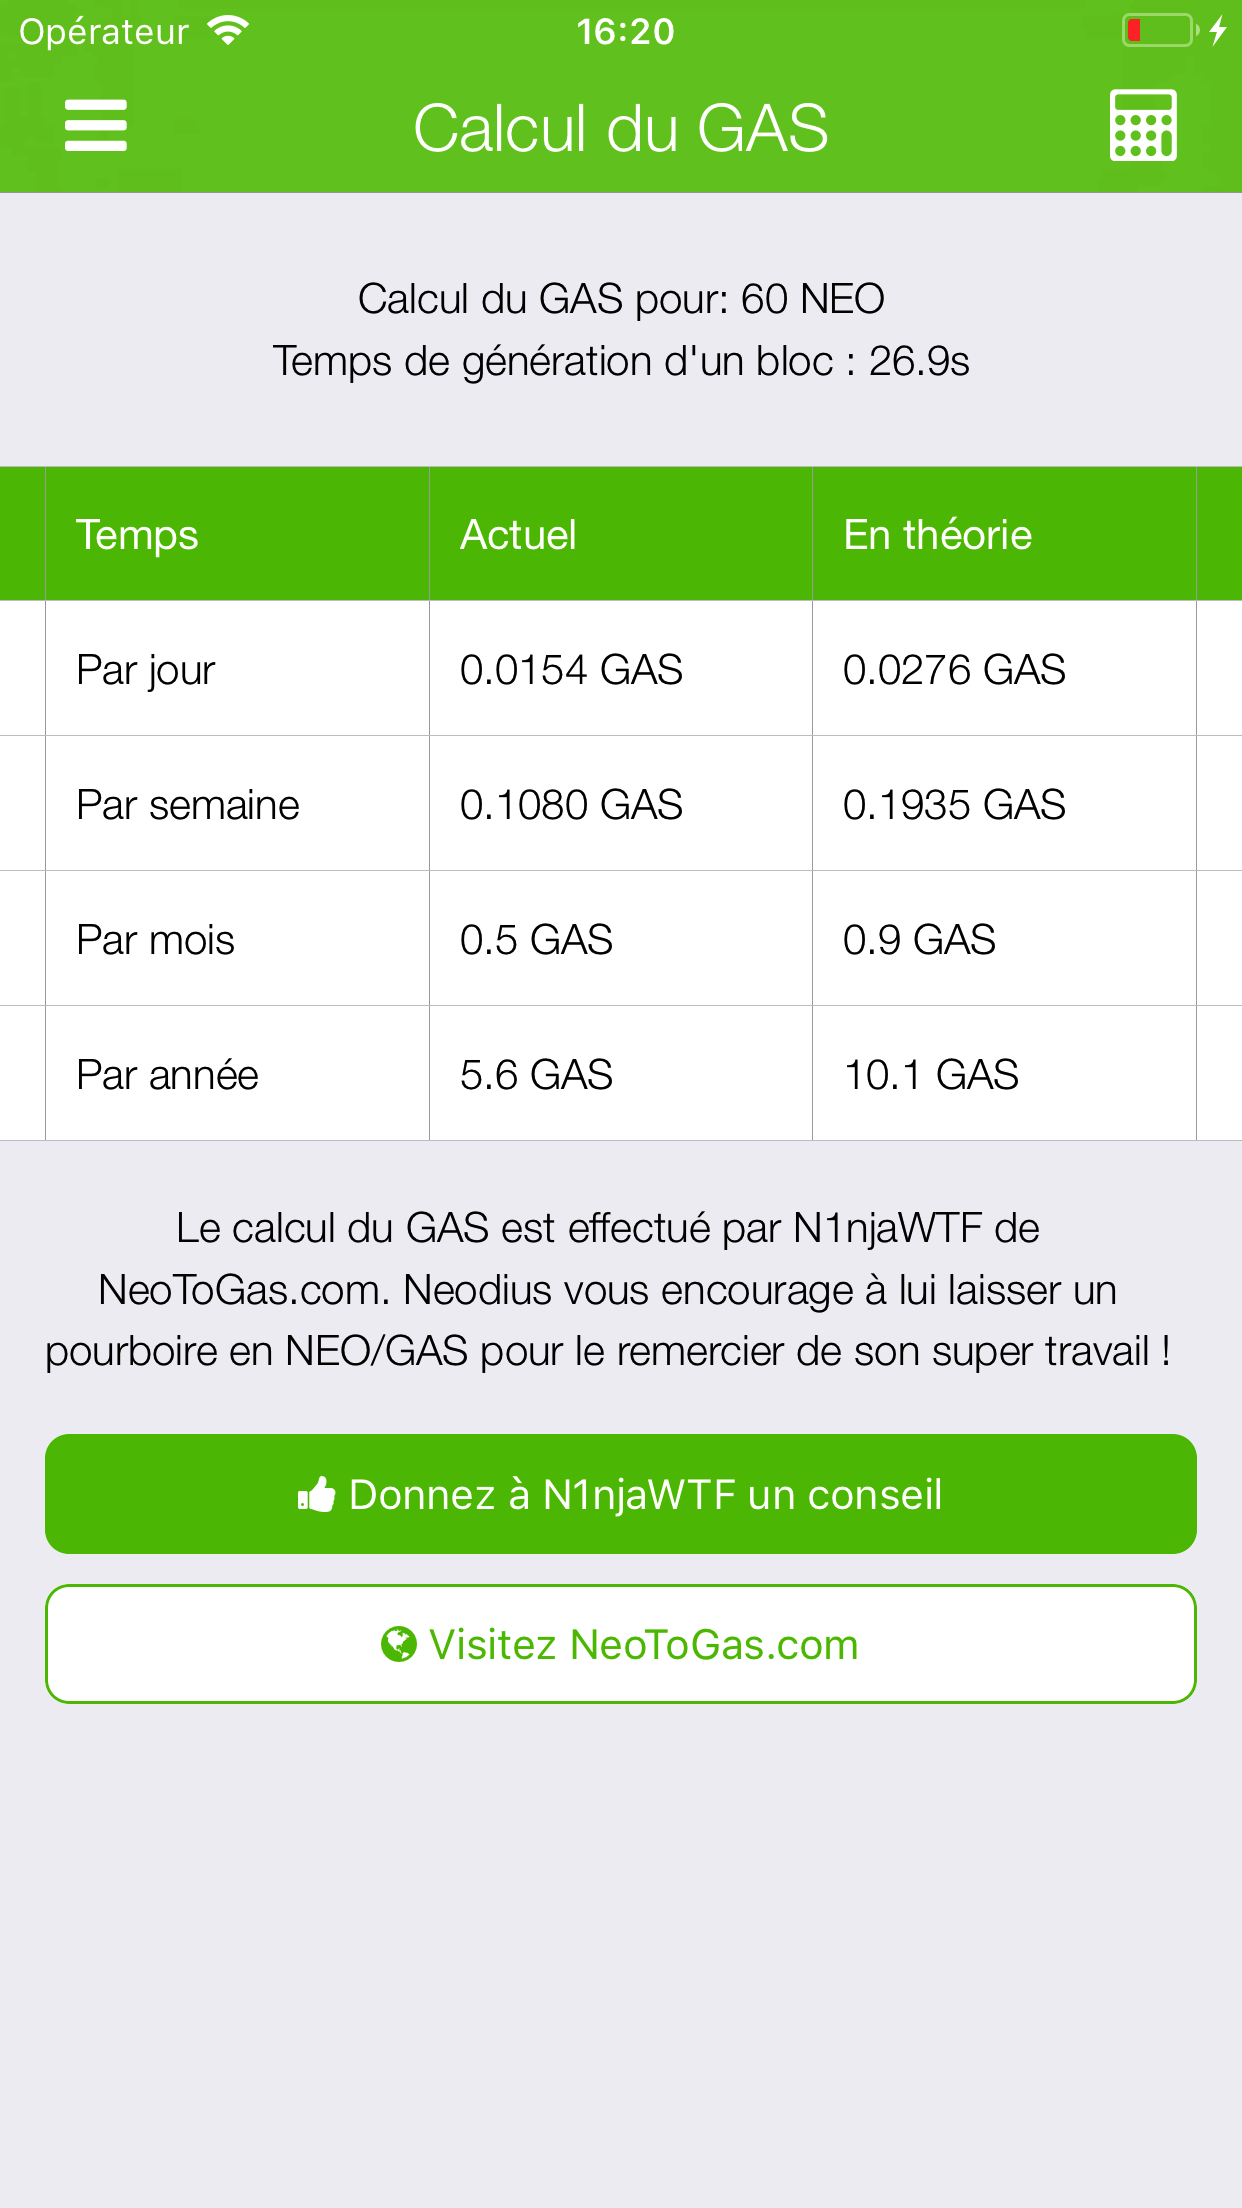 Opérateur 16:20
Calcul du GAS
Calcul du GAS pour: 60 NEO
Temps de génération d'un bloc : 26.9s
Temps Actuel En théorie
Par jour 0.0154 GAS 0.0276 GAS
Par semaine 0.1080 GAS 0.1935 GAS
Par mois 0.5 GAS 0.9 GAS
Par année 5.6 GAS 10.1 GAS
Le calcul du GAS est effectué par N1njaWTF de
NeoToGas.com. Neodius vous encourage à lui laisser un
pourboire en NEO/GAS pour le remercier de son super travail !
Donnez à N1njaWTF un conseil
Visitez NeoToGas.com